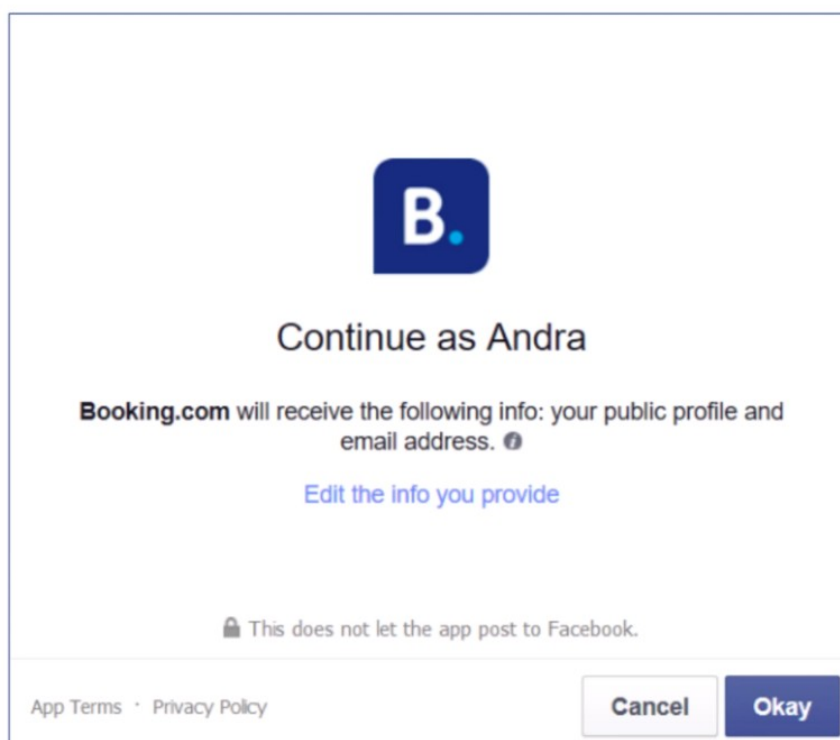 B.
Continue as Andra
Booking.com will receive the following info: your public profile and
email address.
Edit the info you provide
This does not let the app post to Facebook.
App Terms · Privacy Policy
Cancel
Okay